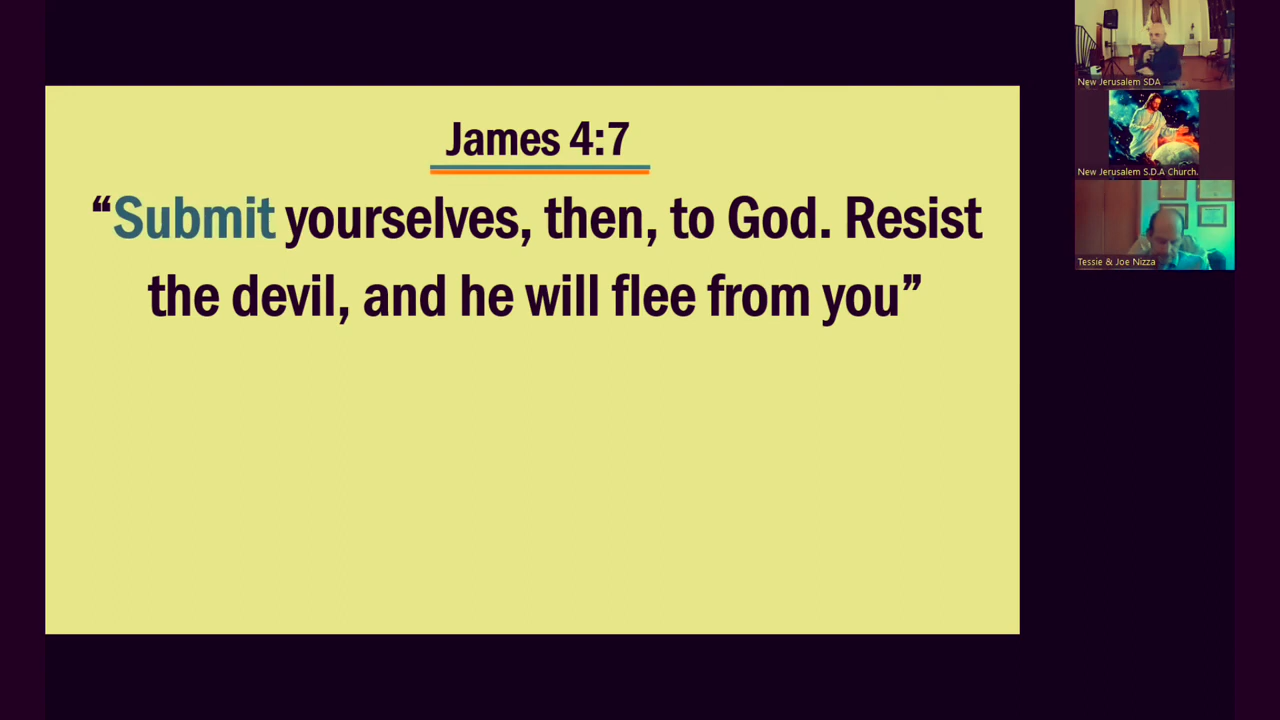 James 4:7
“Submit yourselves, then, to God. Resist
the devil, and he will flee from you”
New Jerusalem SDA
New Jerusalem S.D.A Church.
Tessie & Joe Nizza